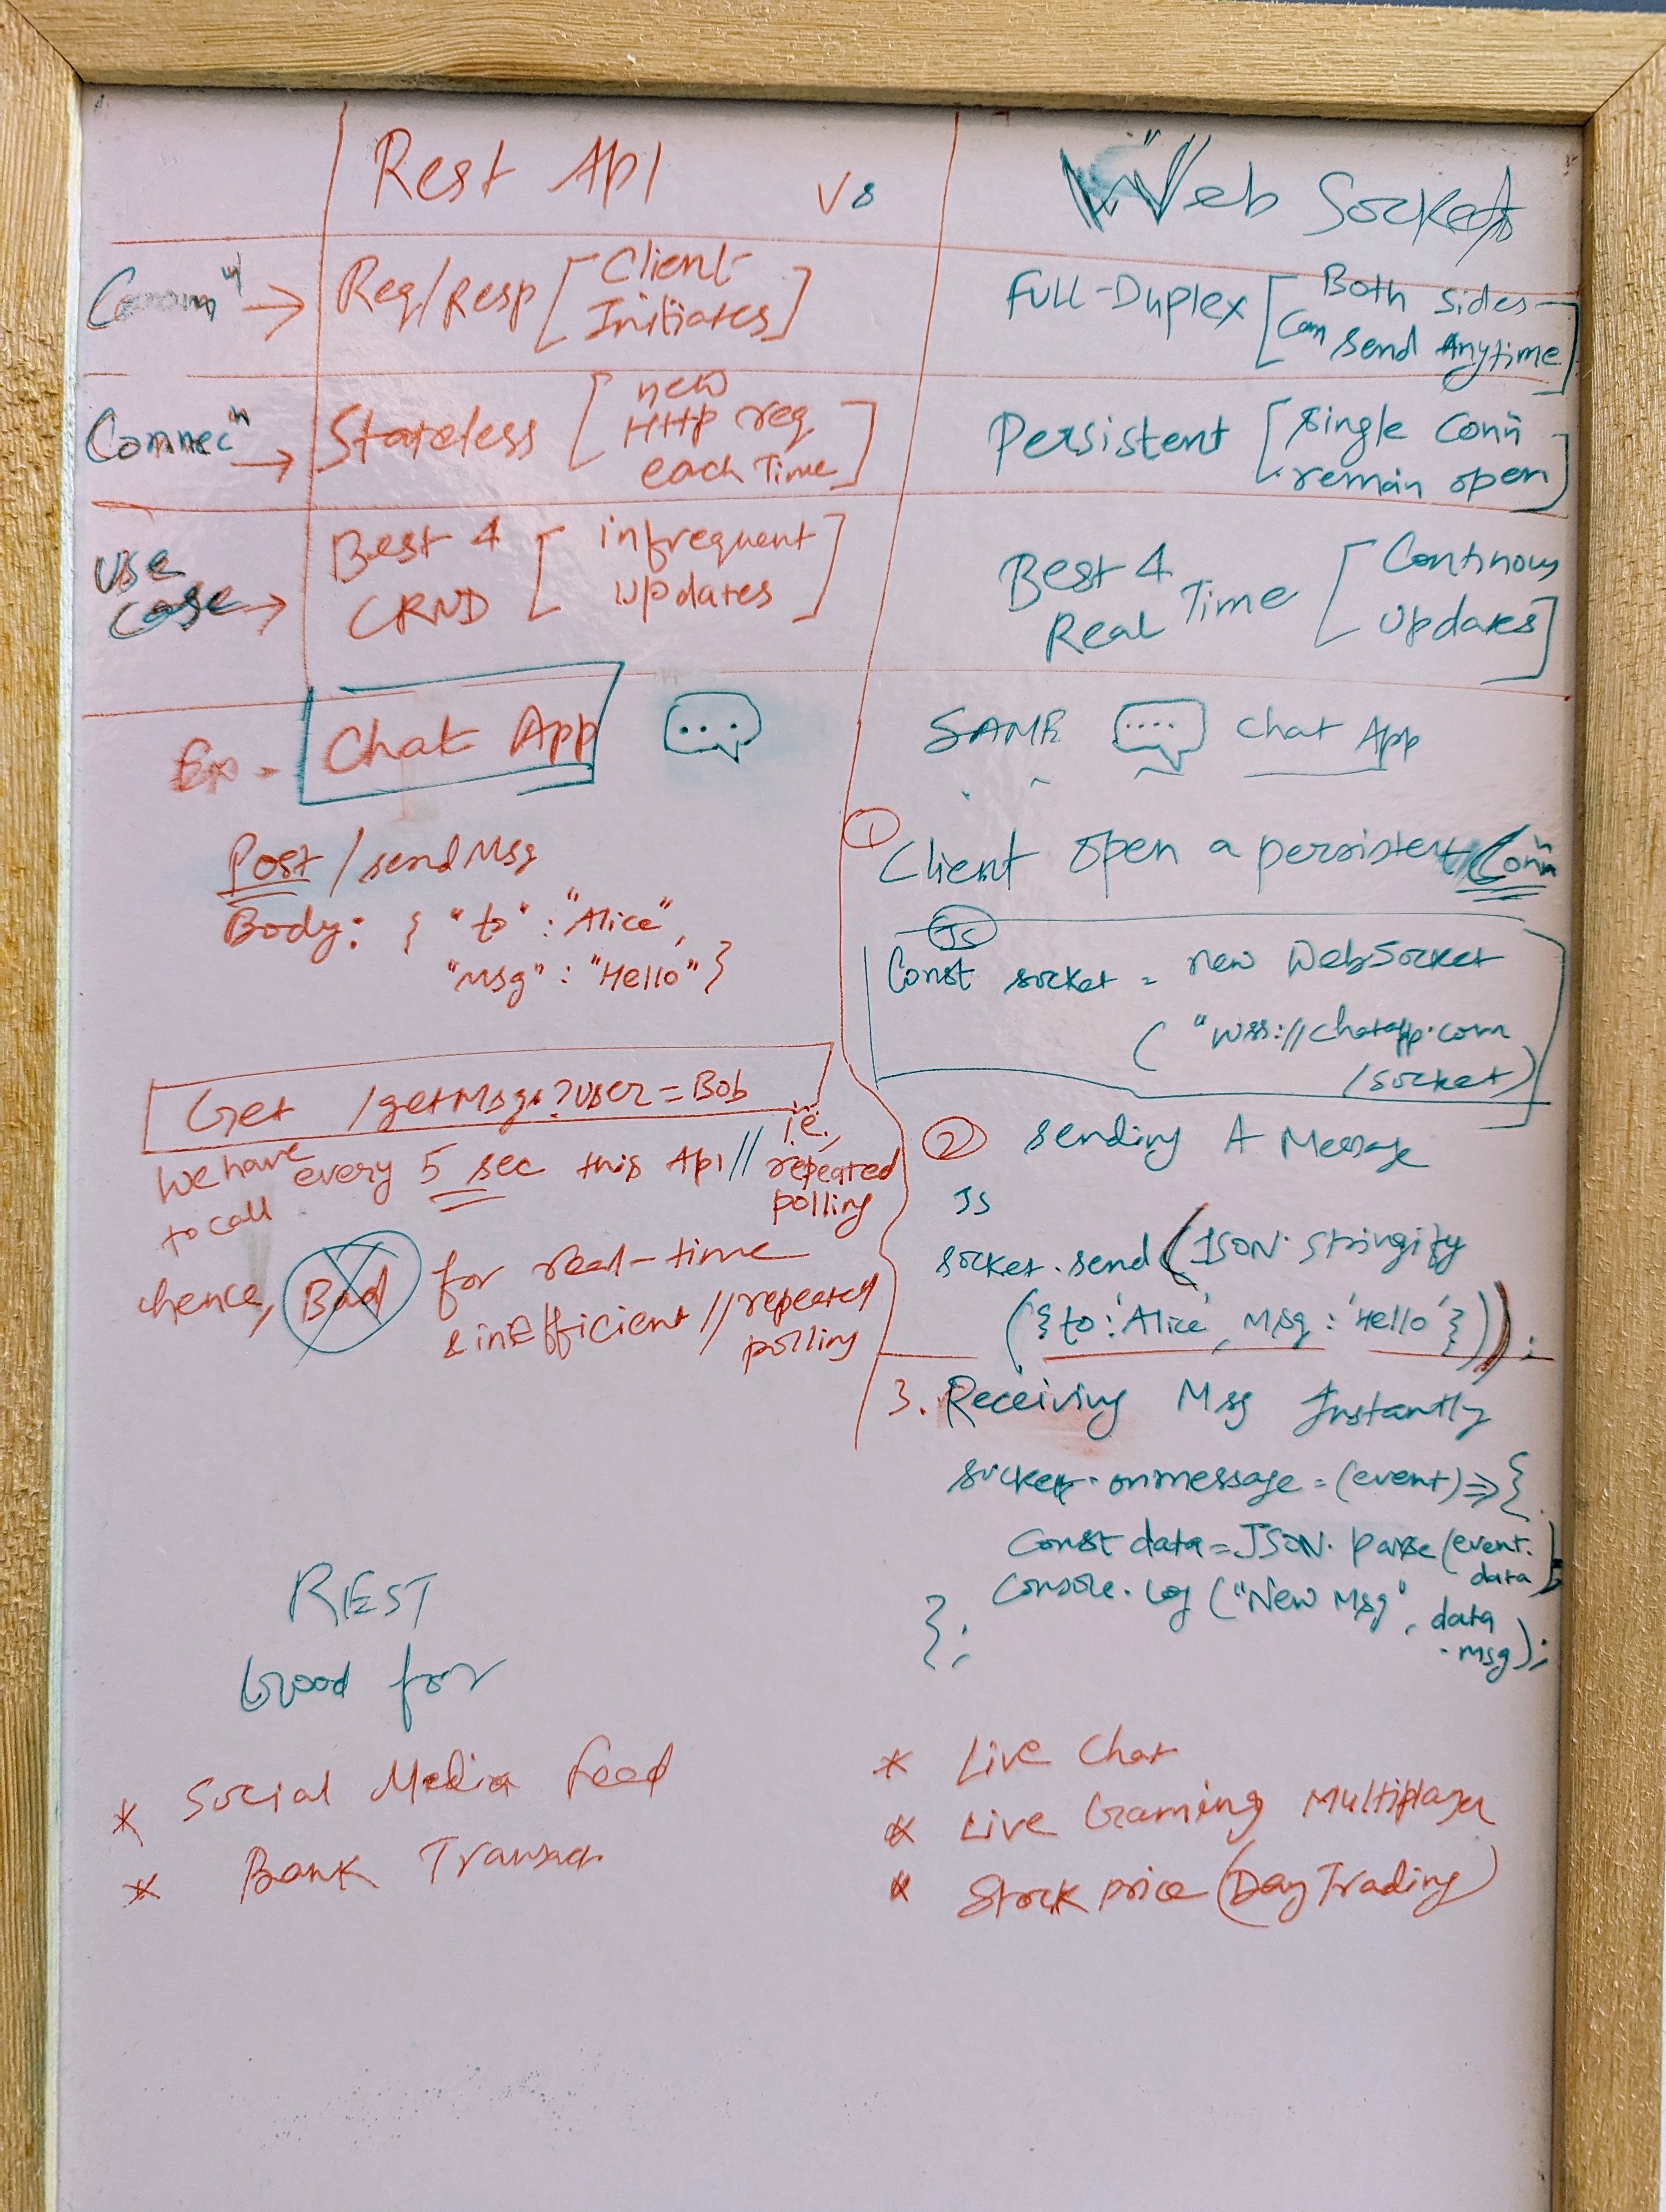 Rest API Vs Web Sockets
Commⁿ → Req/Resp [Client Initiates]
Full-Duplex [Both sides can send Anytime]
Connecⁿ → Stateless [new HTTP req each Time]
Persistent [single Conn remain open]
Use Case → Best 4 CRUD [infrequent updates]
Best 4 Real Time [Continous Updates]
Ex - Chat App
Post /sendMsg
Body: { "to" : "Alice",
"Msg" : "Hello" }
Get /getMsgs?user=Bob
We have to call every 5 sec this API // i.e, repeated polling
hence, Bad for real-time
& inEfficient // repeated polling
SAME Chat App
1
Client open a persistent Connⁿ
JS
Const socket = new WebSocket
( "wss://chatapp.com
/socket)
2 sending A Message
JS
socket.send(JSON.stringify
({to:'Alice', Msg:'Hello'}));
3. Receiving Msg Instantly
socket.onmessage = (event) => {
Const data = JSON.parse(event.
data);
Console.log ("New Msg", data
.msg);
};
REST
Good for
* Social Media Feed
* Bank Transac.
* Live Chat
* Live Gaming Multiplayer
* Stock price (Day Trading)